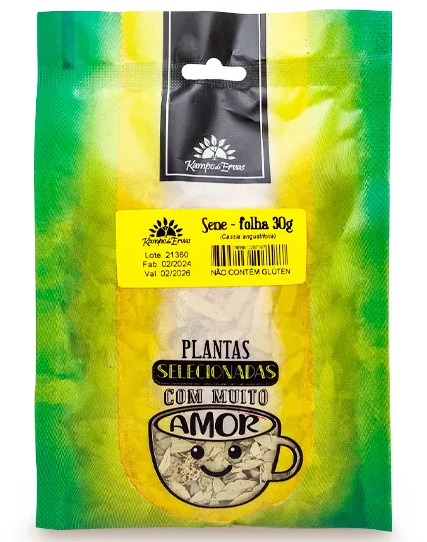 Kampo de Ervas
Kampo de Ervas
Sene - folha 30g
(Cassia angustifolia)
Lote: 21360
Fab: 02/2024
Val: 02/2026
NÃO CONTÉM GLÚTEN
PLANTAS
SELECIONADAS
COM MUITO
AMOR